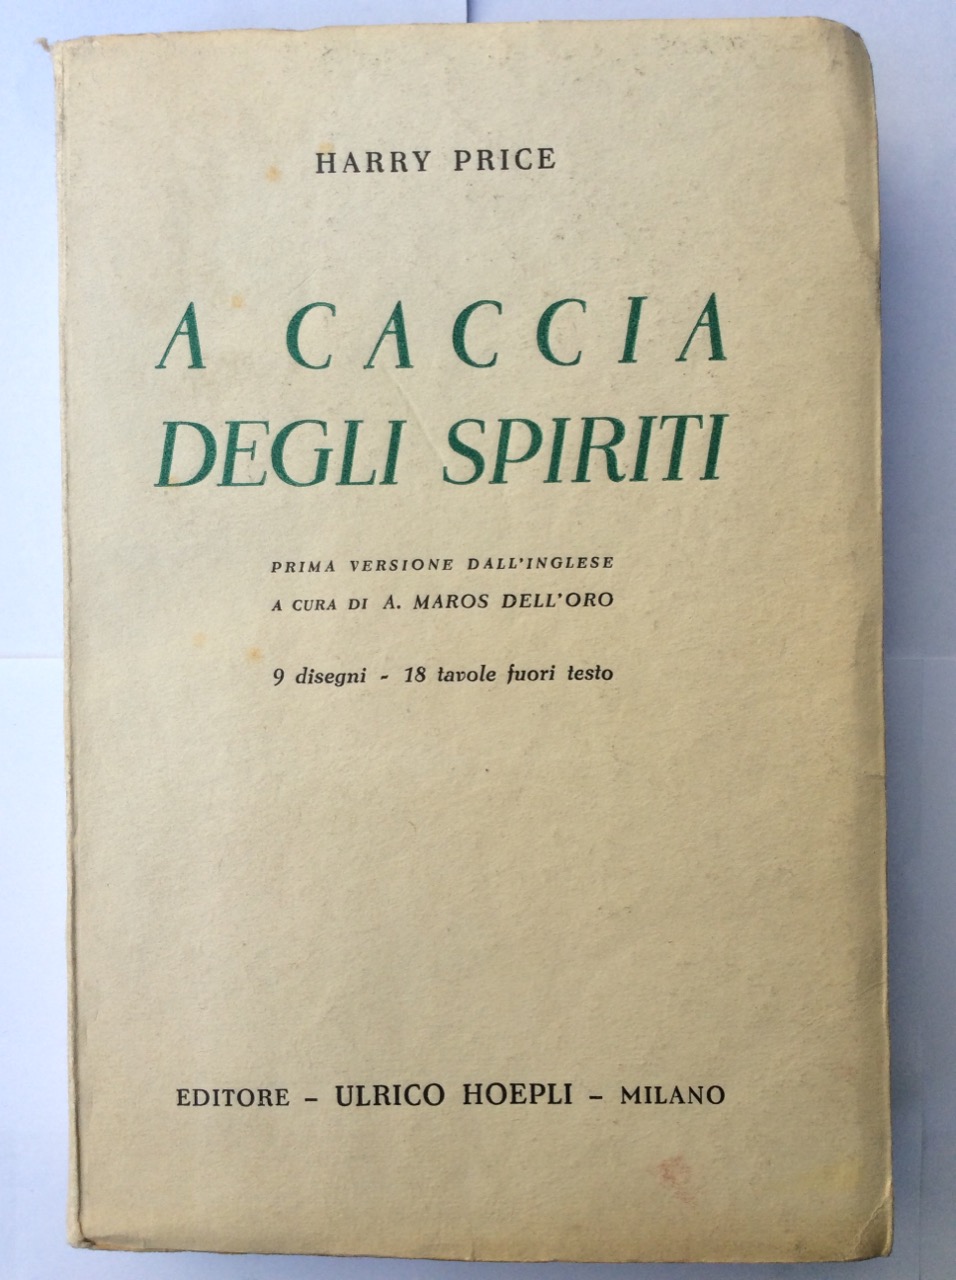 HARRY PRICE
A CACCIA
DEGLI SPIRITI
PRIMA VERSIONE DALL'INGLESE
A CURA DI A. MAROS DELL'ORO
9 disegni - 18 tavole fuori testo
EDITORE - ULRICO HOEPLI - MILANO